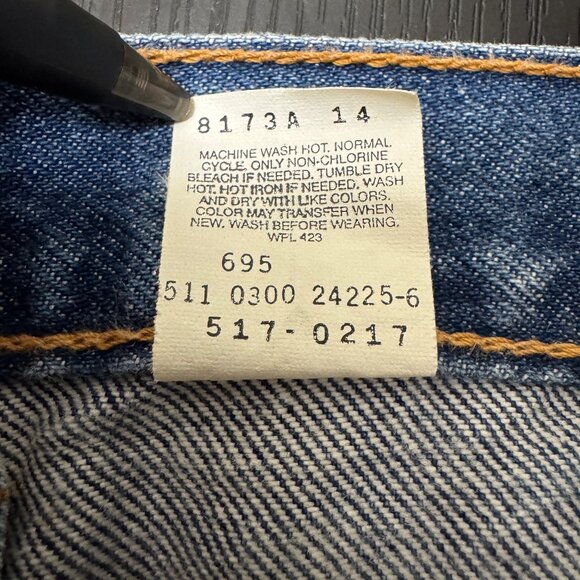 8173A 14
MACHINE WASH HOT. NORMAL
CYCLE. ONLY NON-CHLORINE
BLEACH IF NEEDED. TUMBLE DRY
HOT. HOT IRON IF NEEDED. WASH
AND DRY WITH LIKE COLORS.
COLOR MAY TRANSFER WHEN
NEW. WASH BEFORE WEARING.
WPL 423
695
511 0300 24225-6
517-0217